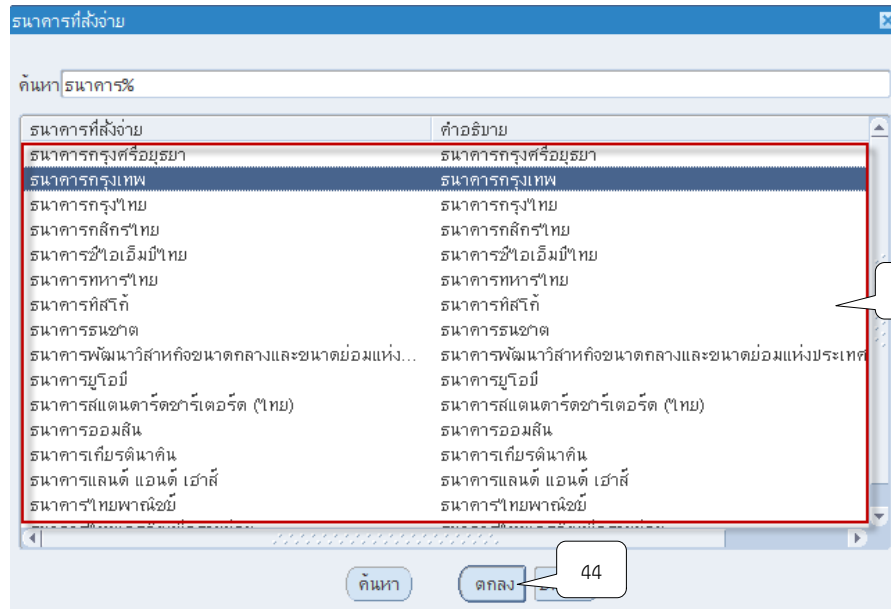 ธนาคารที่สั่งจ่าย
ค้นหา ธนาคาร%
ธนาคารที่สั่งจ่าย คำอธิบาย
ธนาคารกรุงศรีอยุธยา ธนาคารกรุงศรีอยุธยา
ธนาคารกรุงเทพ ธนาคารกรุงเทพ
ธนาคารกรุงไทย ธนาคารกรุงไทย
ธนาคารกสิกรไทย ธนาคารกสิกรไทย
ธนาคารซีไอเอ็มบีไทย ธนาคารซีไอเอ็มบีไทย
ธนาคารทหารไทย ธนาคารทหารไทย
ธนาคารทิสโก้ ธนาคารทิสโก้
ธนาคารธนชาต ธนาคารธนชาต
ธนาคารพัฒนาวิสาหกิจขนาดกลางและขนาดย่อมแห่ง... ธนาคารพัฒนาวิสาหกิจขนาดกลางและขนาดย่อมแห่งประเทศ
ธนาคารยูโอบี ธนาคารยูโอบี
ธนาคารสแตนดาร์ดชาร์เตอร์ด (ไทย) ธนาคารสแตนดาร์ดชาร์เตอร์ด (ไทย)
ธนาคารออมสิน ธนาคารออมสิน
ธนาคารเกียรตินาคิน ธนาคารเกียรตินาคิน
ธนาคารแลนด์ แอนด์ เฮาส์ ธนาคารแลนด์ แอนด์ เฮาส์
ธนาคารไทยพาณิชย์ ธนาคารไทยพาณิชย์
ค้นหา ตกลง 44